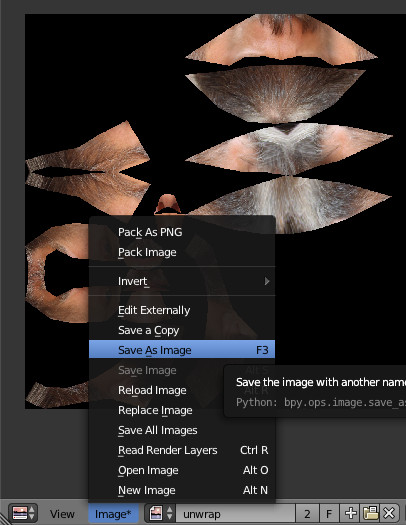 Pack As PNG
Pack Image
Invert
Edit Externally
Save a Copy
Save As Image F3
Save Image
Save the image with another name
Reload Image
Python: bpy.ops.image.save_as
Replace Image
Save All Images
Read Render Layers Ctrl R
Open Image Alt O
New Image Alt N
View Image* unwrap 2 F